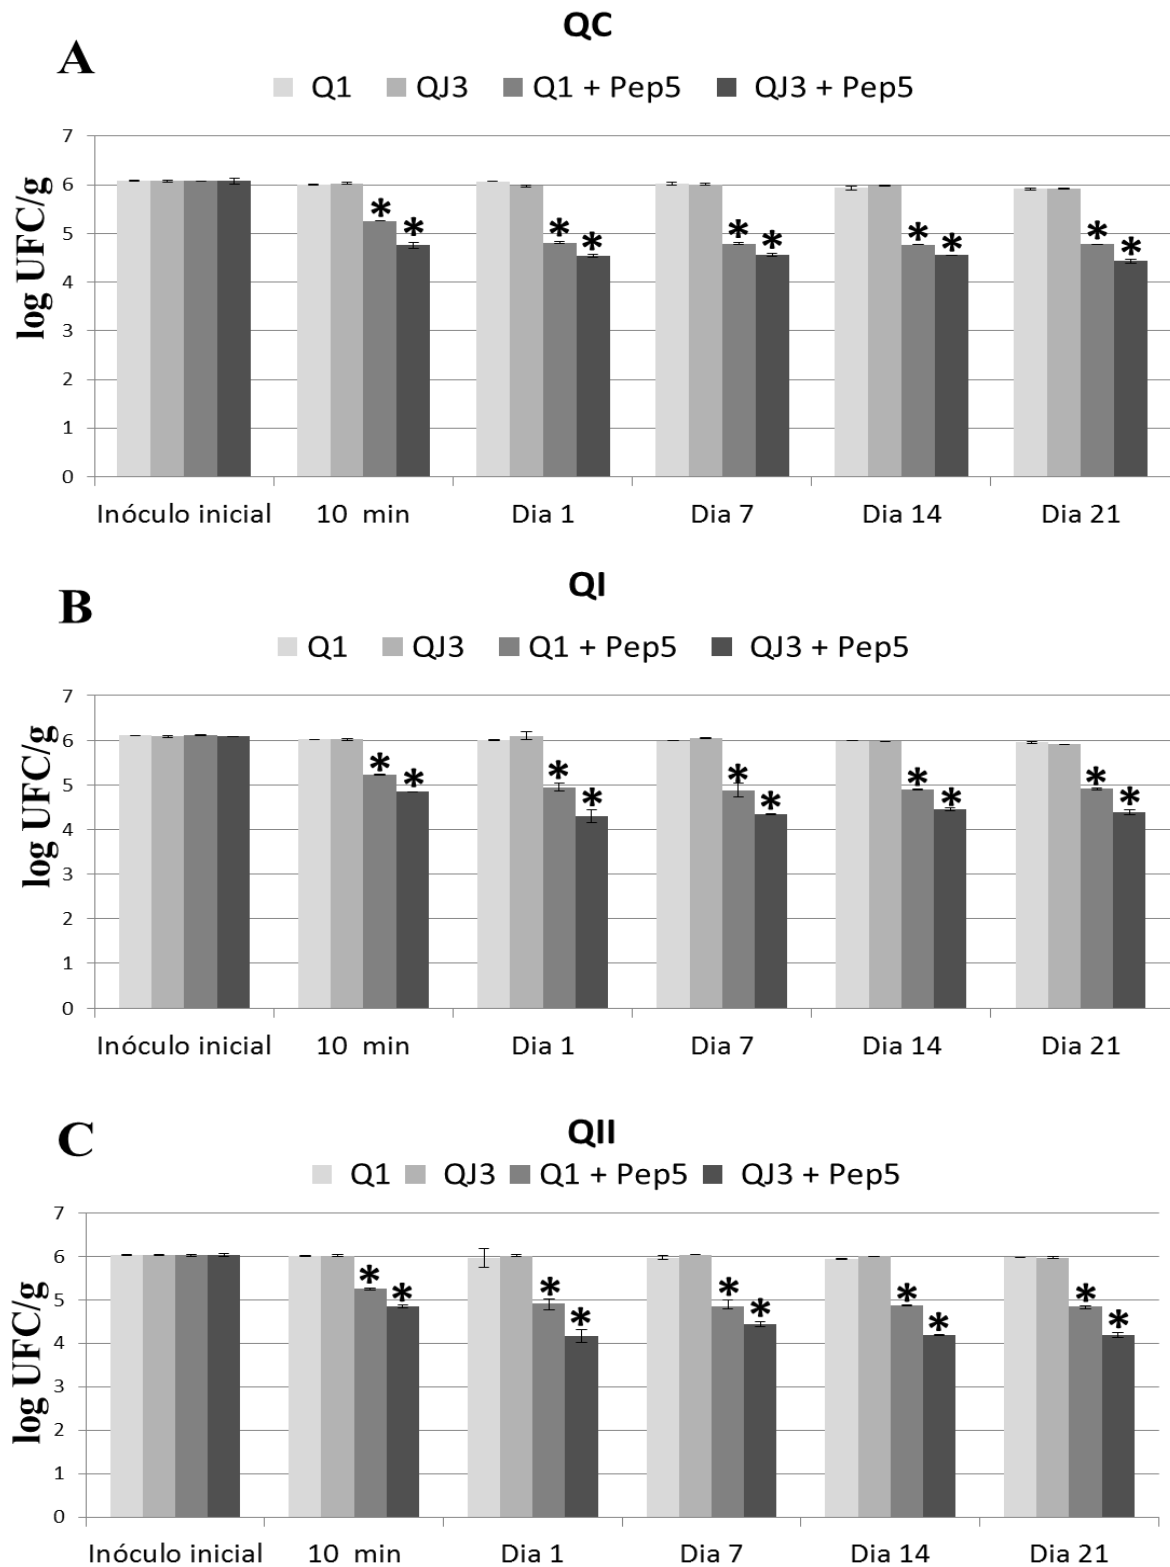 QC
A
Q1 QJ3 Q1 + Pep5 QJ3 + Pep5
log UFC/g
7
6
5
4
3
2
1
0
* * * * * * * * * *
Inóculo inicial 10 min Dia 1 Dia 7 Dia 14 Dia 21
QI
B
Q1 QJ3 Q1 + Pep5 QJ3 + Pep5
log UFC/g
7
6
5
4
3
2
1
0
* * * * * * * * * *
Inóculo inicial 10 min Dia 1 Dia 7 Dia 14 Dia 21
QII
C
Q1 QJ3 Q1 + Pep5 QJ3 + Pep5
log UFC/g
7
6
5
4
3
2
1
0
* * * * * * * * * *
Inóculo inicial 10 min Dia 1 Dia 7 Dia 14 Dia 21